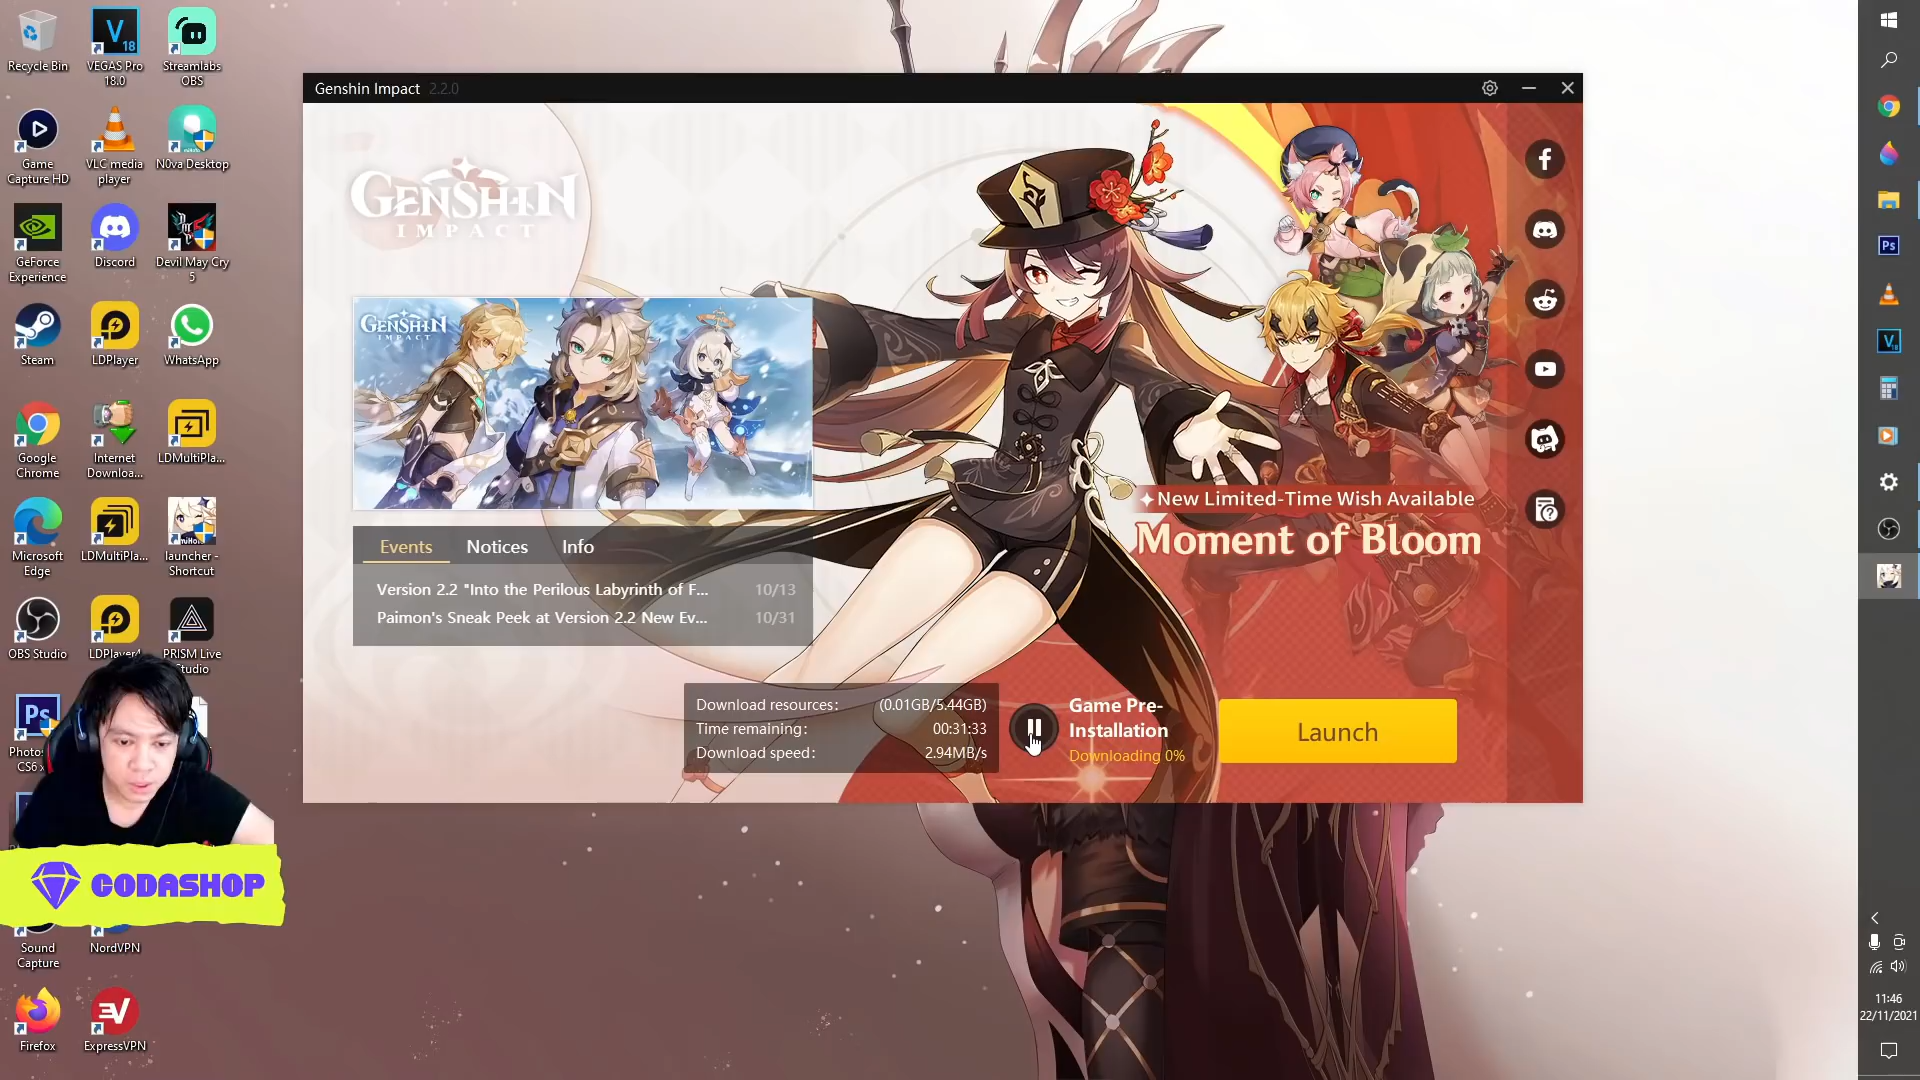 Recycle Bin
VEGAS Pro
18.0
Streamlabs
OBS
Game
Capture HD
VLC media
player
N0va Desktop
GeForce
Experience
Discord
Devil May Cry
5
Steam
LDPlayer
WhatsApp
Google
Chrome
Internet
Downloa...
LDMultiPla...
Microsoft
Edge
LDMultiPla...
launcher -
Shortcut
OBS Studio
LDPlayer4
PRISM Live
Studio
CODASHOP
Sound
Capture
NordVPN
Firefox
ExpressVPN
Genshin Impact 2.2.0
GENSHIN
IMPACT
GENSHIN
IMPACT
Events Notices Info
Version 2.2 "Into the Perilous Labyrinth of F... 10/13
Paimon's Sneak Peek at Version 2.2 New Ev... 10/31
New Limited-Time Wish Available
Moment of Bloom
Download resources: (0.01GB/5.44GB)
Time remaining: 00:31:33
Download speed: 2.94MB/s
Game Pre-
Installation
Downloading 0%
Launch
11:46
22/11/2021